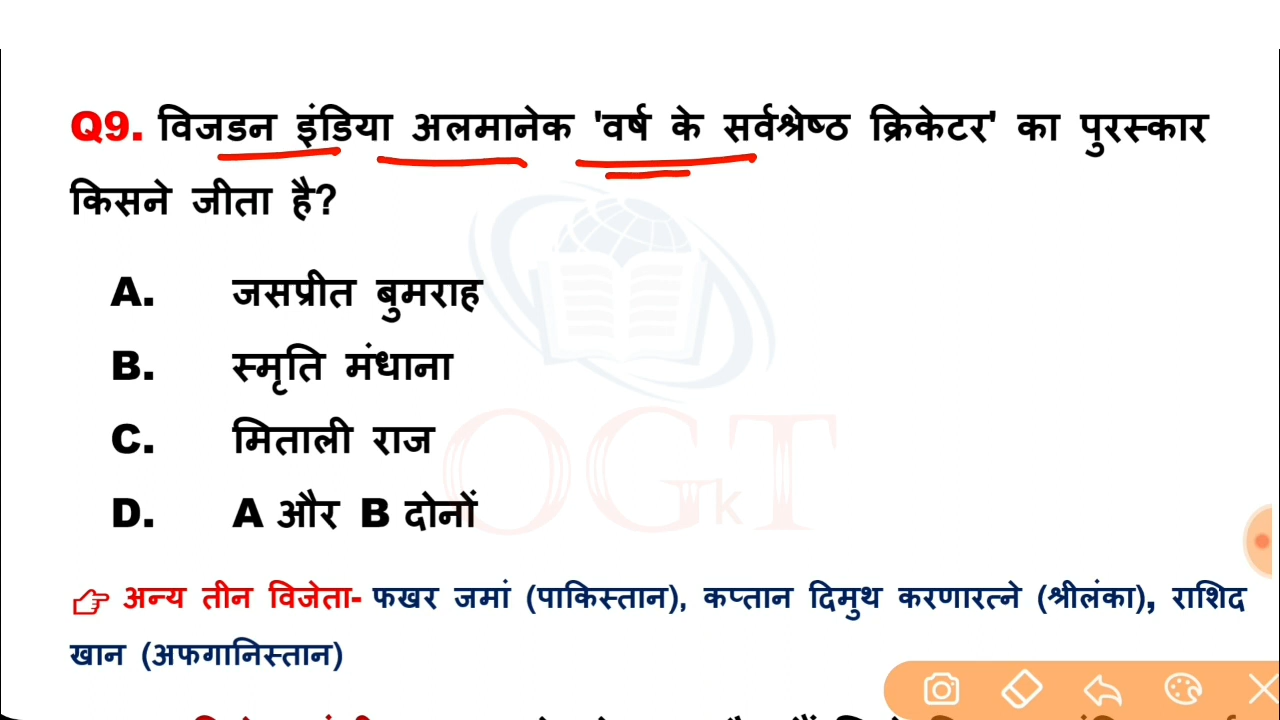 Q9. विजडन इंडिया अलमानेक 'वर्ष के सर्वश्रेष्ठ क्रिकेटर' का पुरस्कार
किसने जीता है?
A. जसप्रीत बुमराह
B. स्मृति मंधाना
C. मिताली राज
D. A और B दोनों
OGkT
अन्य तीन विजेता- फखर जमां (पाकिस्तान), कप्तान दिमुथ करणारत्ने (श्रीलंका), राशिद
खान (अफगानिस्तान)